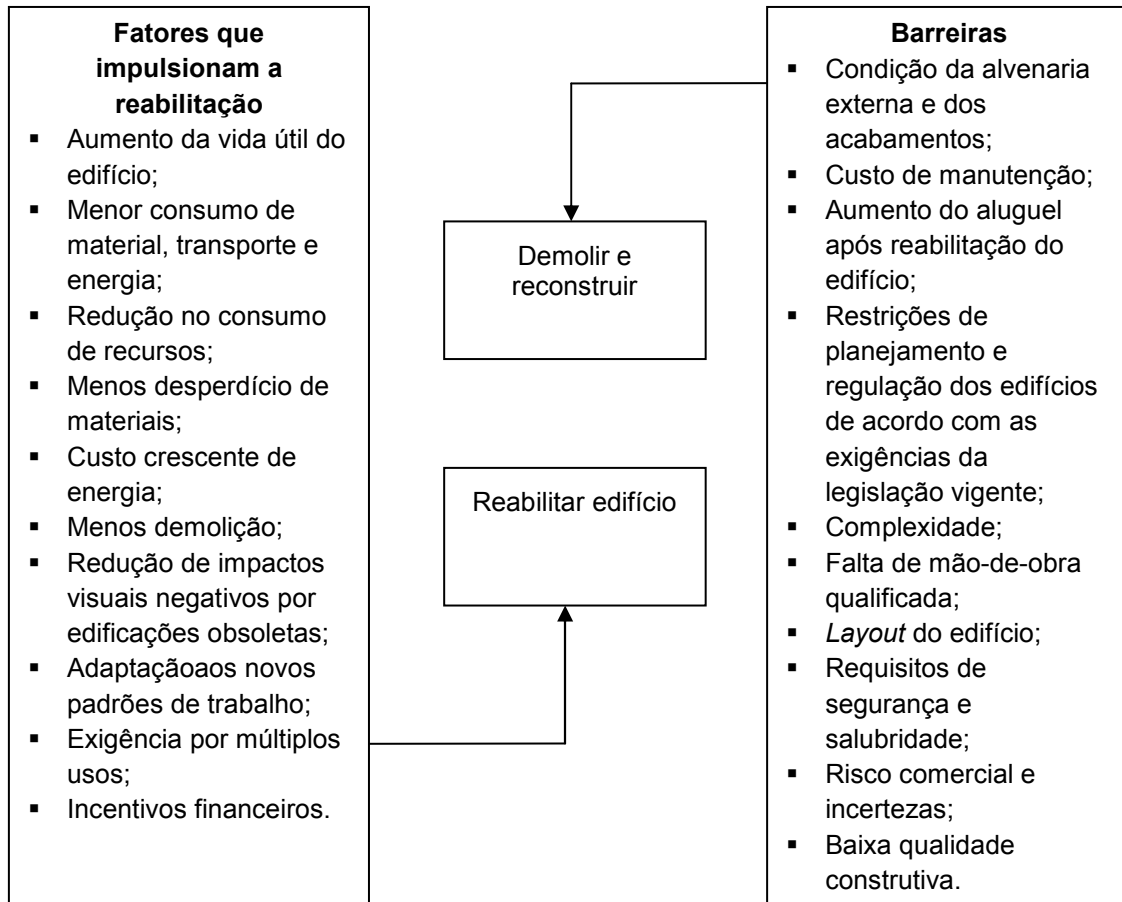 Fatores que
impulsionam a
reabilitação
▪ Aumento da vida útil do
edifício;
▪ Menor consumo de
material, transporte e
energia;
▪ Redução no consumo
de recursos;
▪ Menos desperdício de
materiais;
▪ Custo crescente de
energia;
▪ Menos demolição;
▪ Redução de impactos
visuais negativos por
edificações obsoletas;
▪ Adaptaçãoaos novos
padrões de trabalho;
▪ Exigência por múltiplos
usos;
▪ Incentivos financeiros.
Demolir e
reconstruir
Reabilitar edifício
Barreiras
▪ Condição da alvenaria
externa e dos
acabamentos;
▪ Custo de manutenção;
▪ Aumento do aluguel
após reabilitação do
edifício;
▪ Restrições de
planejamento e
regulação dos edifícios
de acordo com as
exigências da
legislação vigente;
▪ Complexidade;
▪ Falta de mão-de-obra
qualificada;
▪ Layout do edifício;
▪ Requisitos de
segurança e
salubridade;
▪ Risco comercial e
incertezas;
▪ Baixa qualidade
construtiva.